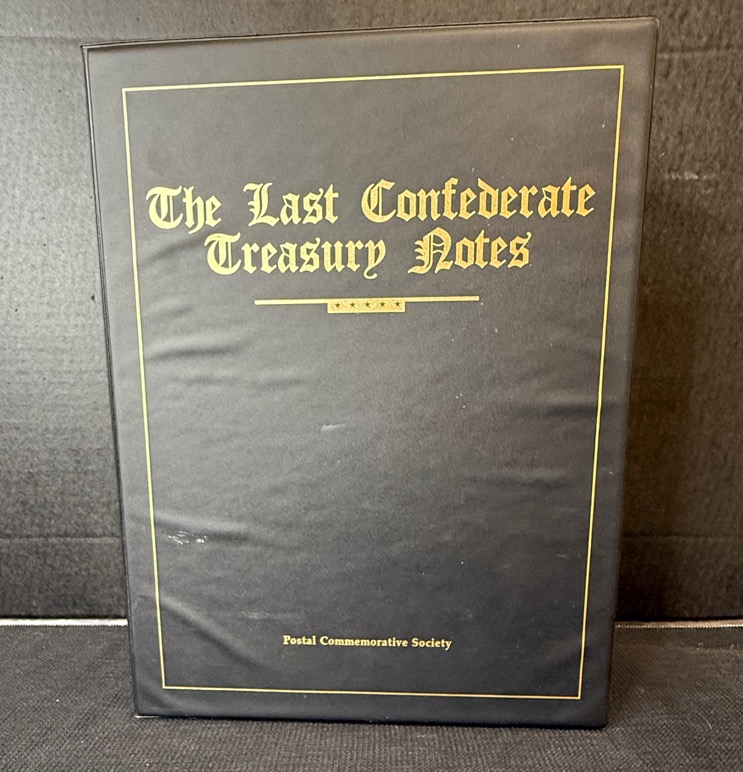 The Last Confederate
Treasury Notes
Postal Commemorative Society